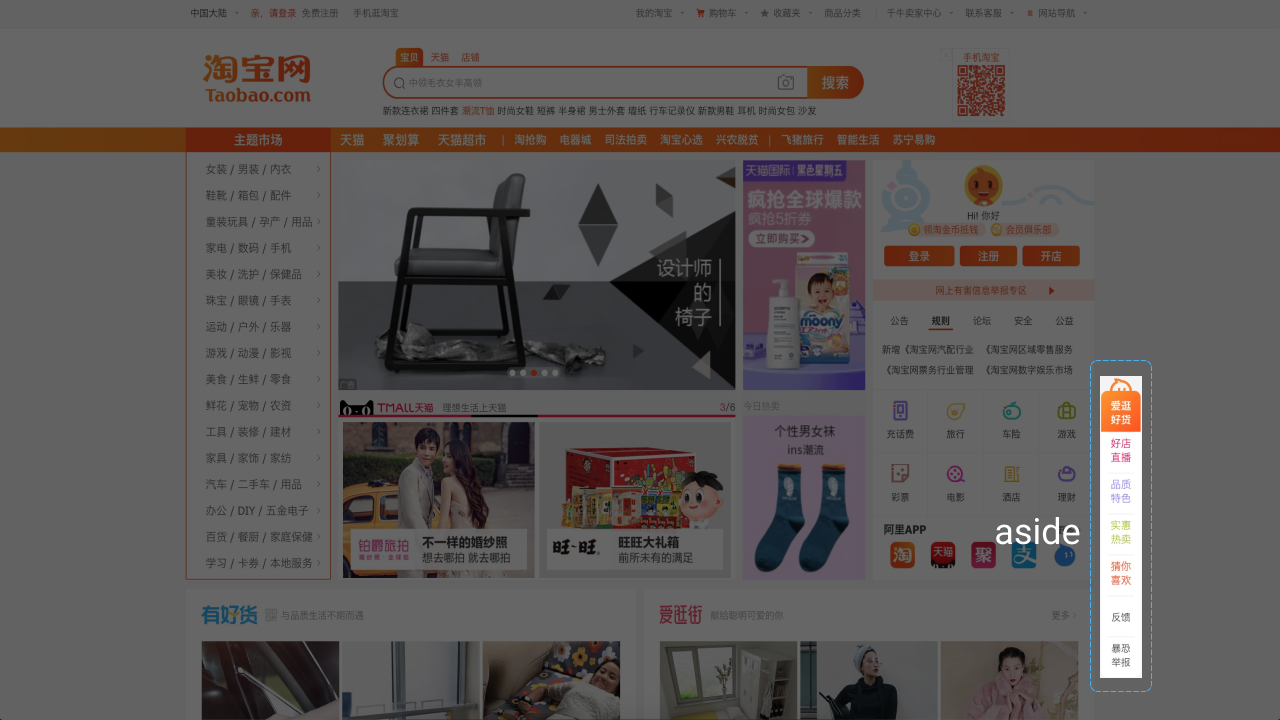 中国大陆 亲，请登录 免费注册 手机逛淘宝 我的淘宝 购物车 收藏夹 商品分类 千牛卖家中心 联系客服 网站导航
宝贝 天猫 店铺
手机淘宝
淘宝网
Taobao.com
中领毛衣女半高领
搜索
新款连衣裙 四件套 潮流T恤 时尚女鞋 短裤 半身裙 男士外套 墙纸 行车记录仪 新款男鞋 耳机 时尚女包 沙发
主题市场 天猫 聚划算 天猫超市 | 淘抢购 电器城 司法拍卖 淘宝心选 兴农脱贫 | 飞猪旅行 智能生活 苏宁易购
女装 / 男装 / 内衣
鞋靴 / 箱包 / 配件
童装玩具 / 孕产 / 用品
家电 / 数码 / 手机
美妆 / 洗护 / 保健品
珠宝 / 眼镜 / 手表
运动 / 户外 / 乐器
游戏 / 动漫 / 影视
美食 / 生鲜 / 零食
鲜花 / 宠物 / 农资
工具 / 装修 / 建材
家具 / 家饰 / 家纺
汽车 / 二手车 / 用品
办公 / DIY / 五金电子
百货 / 餐厨 / 家庭保健
学习 / 卡券 / 本地服务
设计师
的
椅子
广告
TMALL天猫 理想生活上天猫 3/6
铂爵旅拍
不一样的婚纱照
想去哪拍 就去哪拍
旺旺
旺旺大礼箱
前所未有的满足
天猫国际 黑色星期五
疯抢全球爆款
疯抢5折券
立即购买>
moony
今日热卖
个性男女袜
ins潮流
Hi! 你好
领淘金币抵钱 会员俱乐部
登录 注册 开店
网上有害信息举报专区
公告 规则 论坛 安全 公益
新增《淘宝网汽配行业 《淘宝网区域零售服务
《淘宝网票务行业管理 《淘宝网数字娱乐市场
充话费 旅行 车险 游戏
彩票 电影 酒店 理财
阿里APP
淘 天猫 聚 支
aside
爱逛
好货
好店
直播
品质
特色
实惠
热卖
猜你
喜欢
反馈
暴恐
举报
有好货 与品质生活不期而遇
爱逛街 献给聪明可爱的你 更多